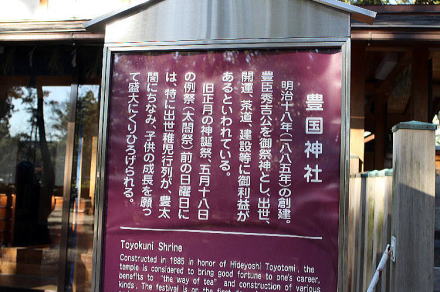 豊国神社
明治十八年(一八八五年)の創建。
豊臣秀吉公を御祭神とし、出世、
開運、茶道、建設等に御利益が
あるといわれている。
旧正月の神誕祭、五月十八日
の例祭(太閤祭)前の日曜日に
は、特に出世稚児行列が、豊太
閤にちなみ、子供の成長を願っ
て盛大にくりひろげられる。
Toyokuni Shrine
Constructed in 1885 in honor of Hideyoshi Toyotomi, the
temple is considered to bring good fortune to one's career,
benefits to "the way of tea" and construction of various
kinds. The festival is on the first